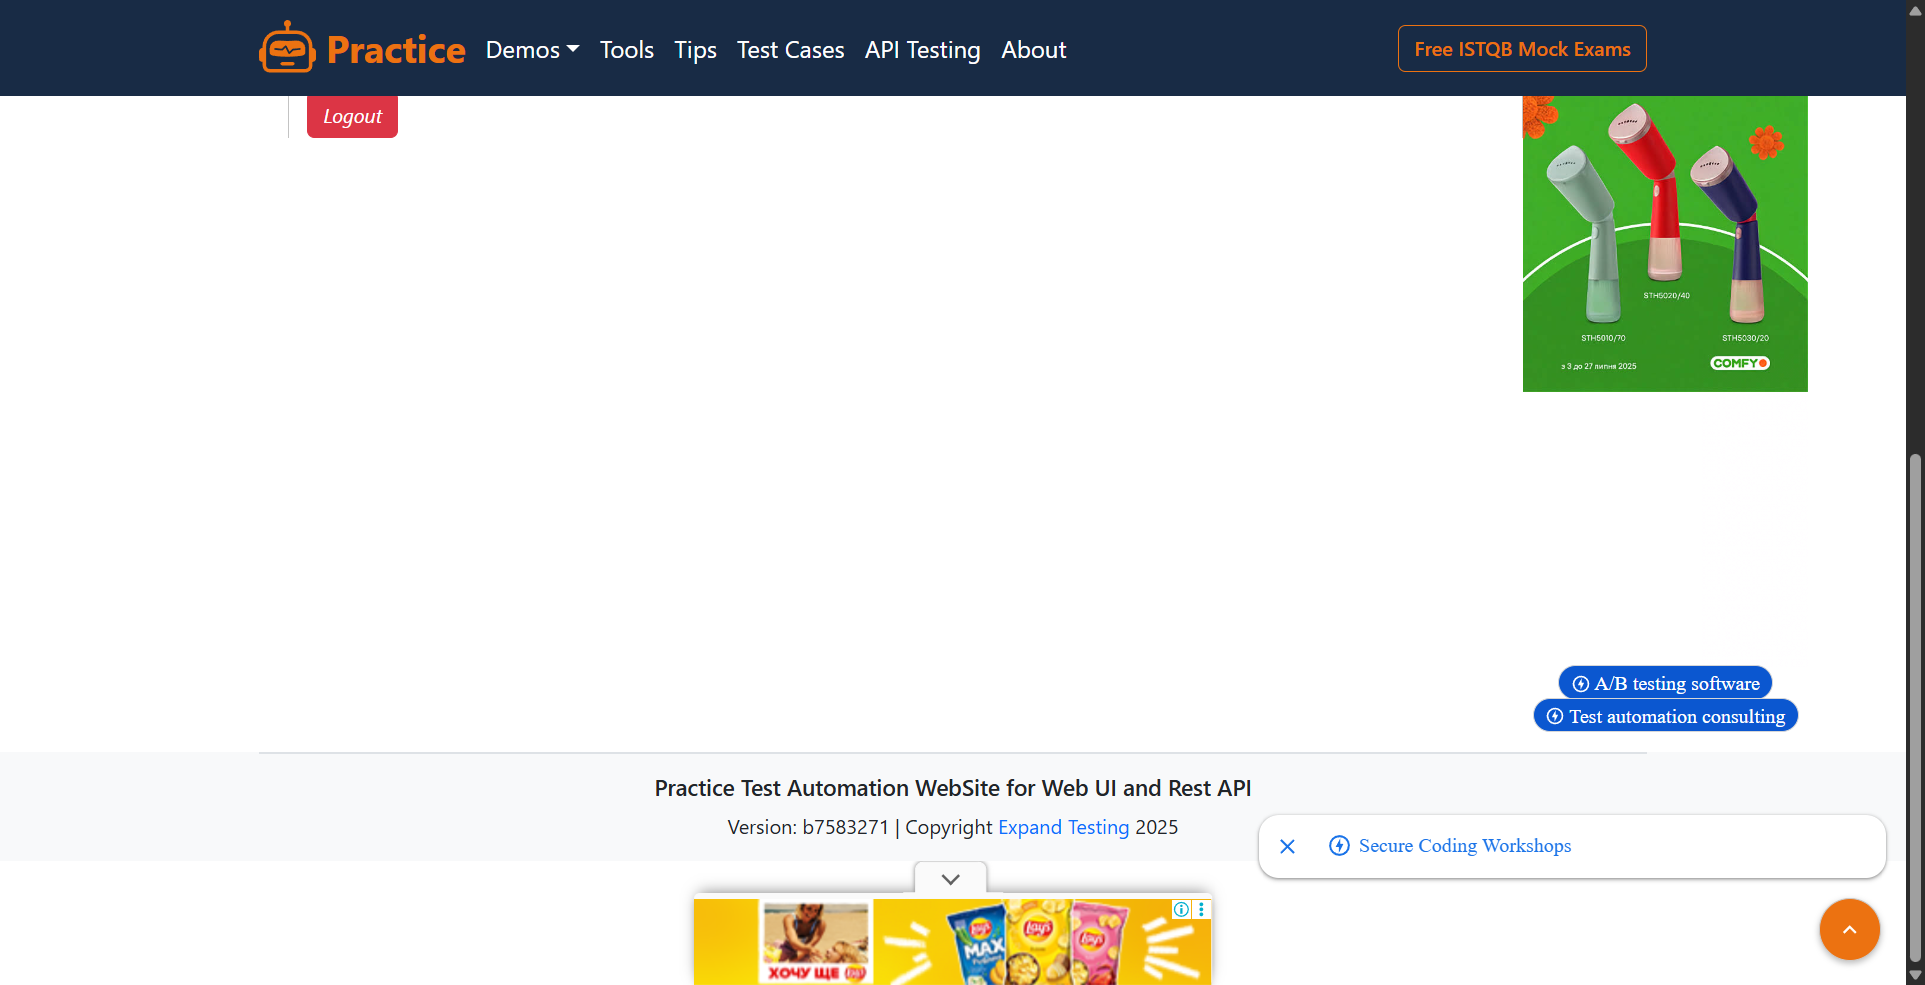 Practice Demos Tools Tips Test Cases API Testing About Free ISTQB Mock Exams
Logout
STH5020/40
STH5010/70 STH5030/20
з 3 до 27 липня 2025 COMFY
A/B testing software
Test automation consulting
Practice Test Automation WebSite for Web UI and Rest API
Version: b7583271 | Copyright Expand Testing 2025
Secure Coding Workshops
Lay's Lay's Lay's
MAX
ХОЧУ ЩЕ